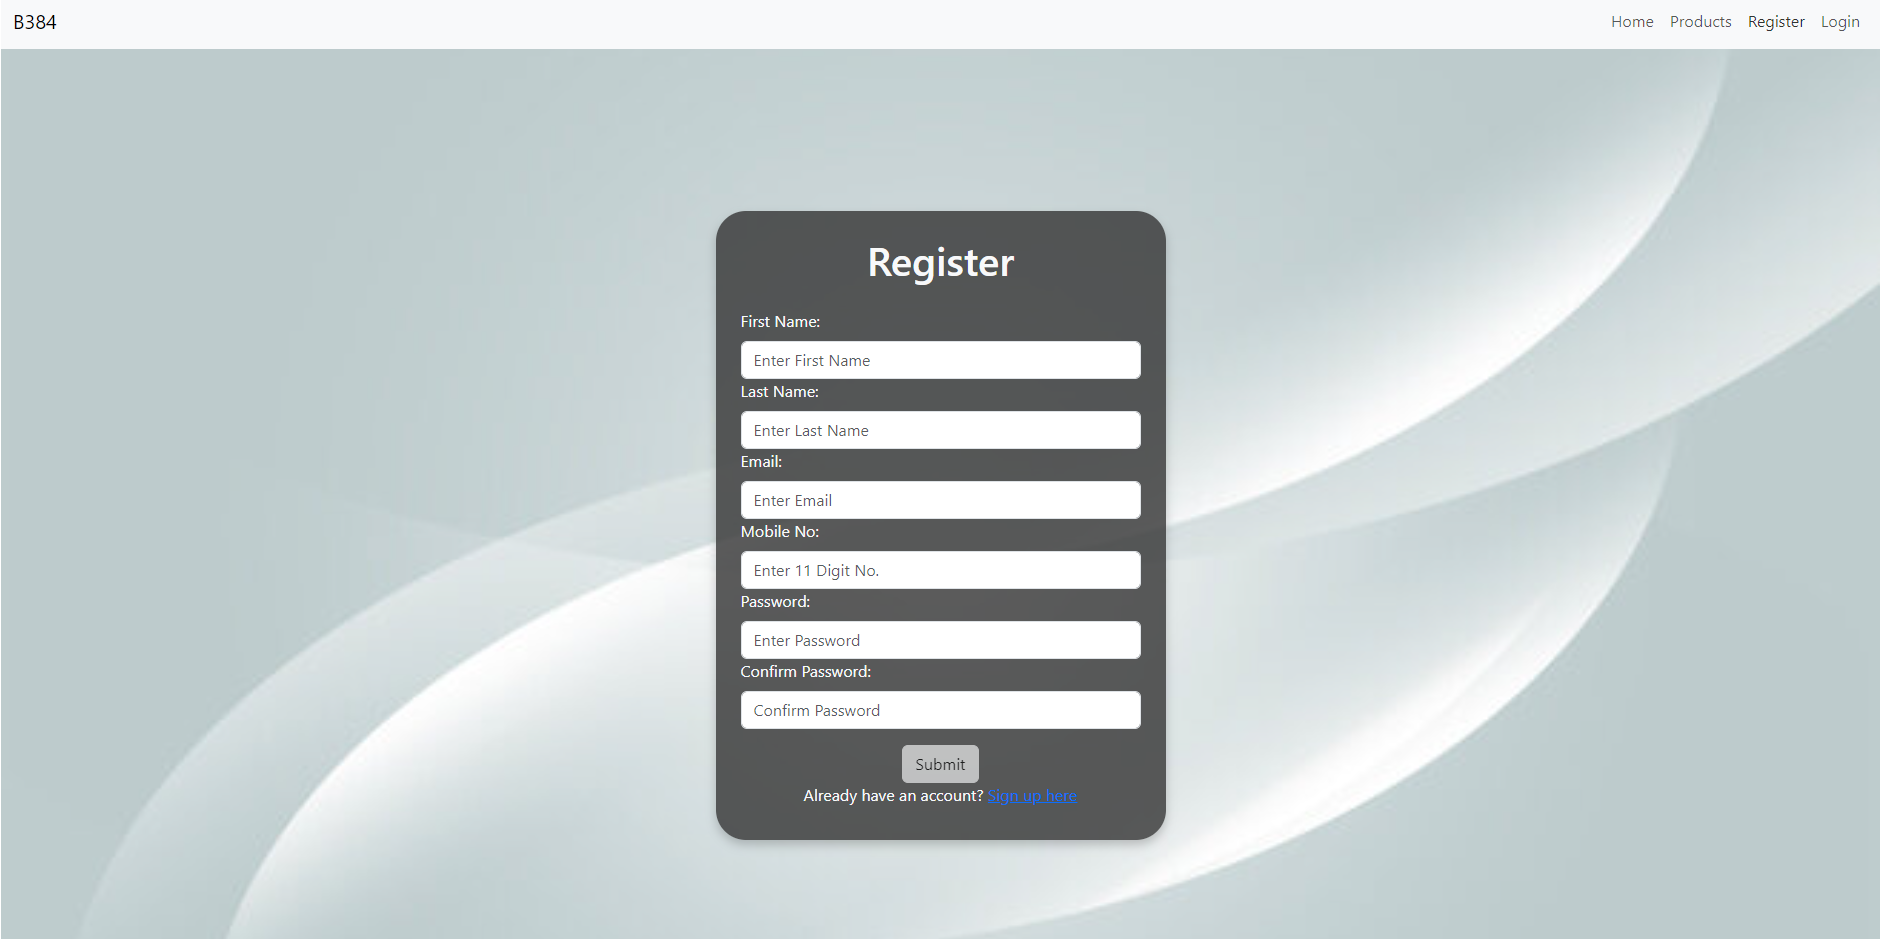 B384 Home Products Register Login
Register
First Name:
Enter First Name
Last Name:
Enter Last Name
Email:
Enter Email
Mobile No:
Enter 11 Digit No.
Password:
Enter Password
Confirm Password:
Confirm Password
Submit
Already have an account? Sign up here